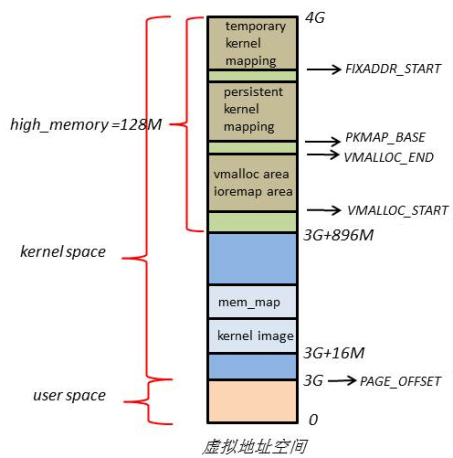 4G
temporary
kernel
mapping
FIXADDR_START
persistent
kernel
mapping
high_memory =128M
PKMAP_BASE
VMALLOC_END
vmalloc area
ioremap area
VMALLOC_START
3G+896M
kernel space
mem_map
kernel image
3G+16M
3G
PAGE_OFFSET
user space
0
虚拟地址空间